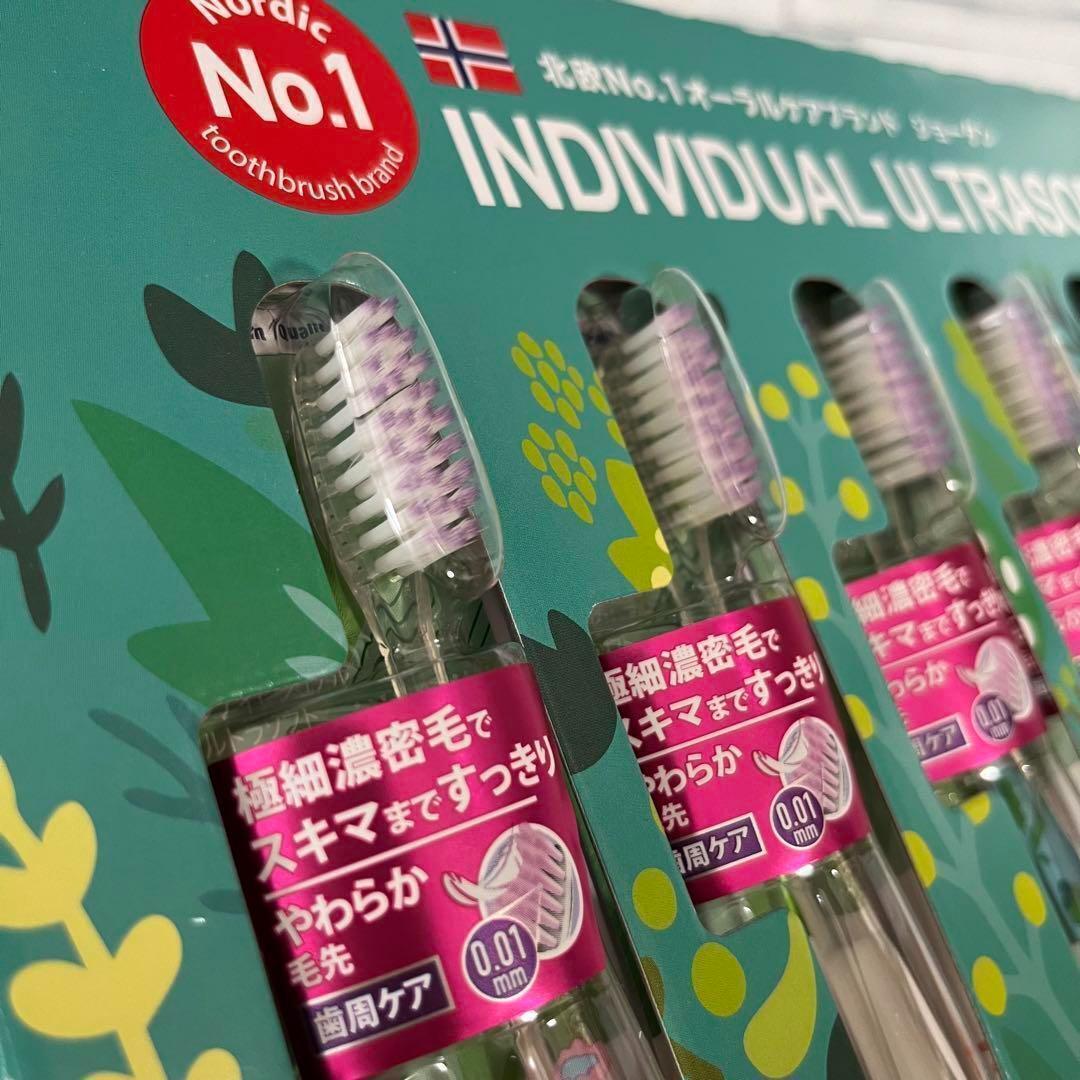 Nordic
No.1
toothbrush brand
北欧No.1オーラルケアブランド ジョーダン
INDIVIDUAL ULTRASO
極細濃密毛で
スキマまですっきり
やわらか
毛先
歯周ケア
0.01
mm
極細濃密毛で
スキマまですっきり
やわらか
毛先
歯周ケア
0.01
mm
細濃密毛で
スキマまですっきり
わらか
周ケア
0.01
mm